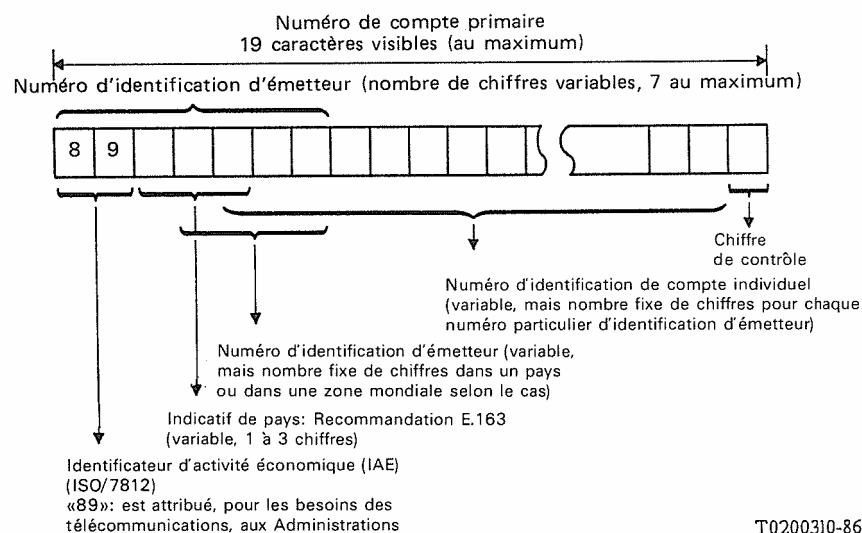 Numéro de compte primaire
19 caractères visibles (au maximum)
Numéro d'identification d'émetteur (nombre de chiffres variables, 7 au maximum)
8 9
Chiffre
de contrôle
Numéro d'identification de compte individuel
(variable, mais nombre fixe de chiffres pour chaque
numéro particulier d'identification d'émetteur)
Numéro d'identification d'émetteur (variable,
mais nombre fixe de chiffres dans un pays
ou dans une zone mondiale selon le cas)
Indicatif de pays: Recommandation E.163
(variable, 1 à 3 chiffres)
Identificateur d'activité économique (IAE)
(ISO/7812)
«89»: est attribué, pour les besoins des
télécommunications, aux Administrations
T0200310-86